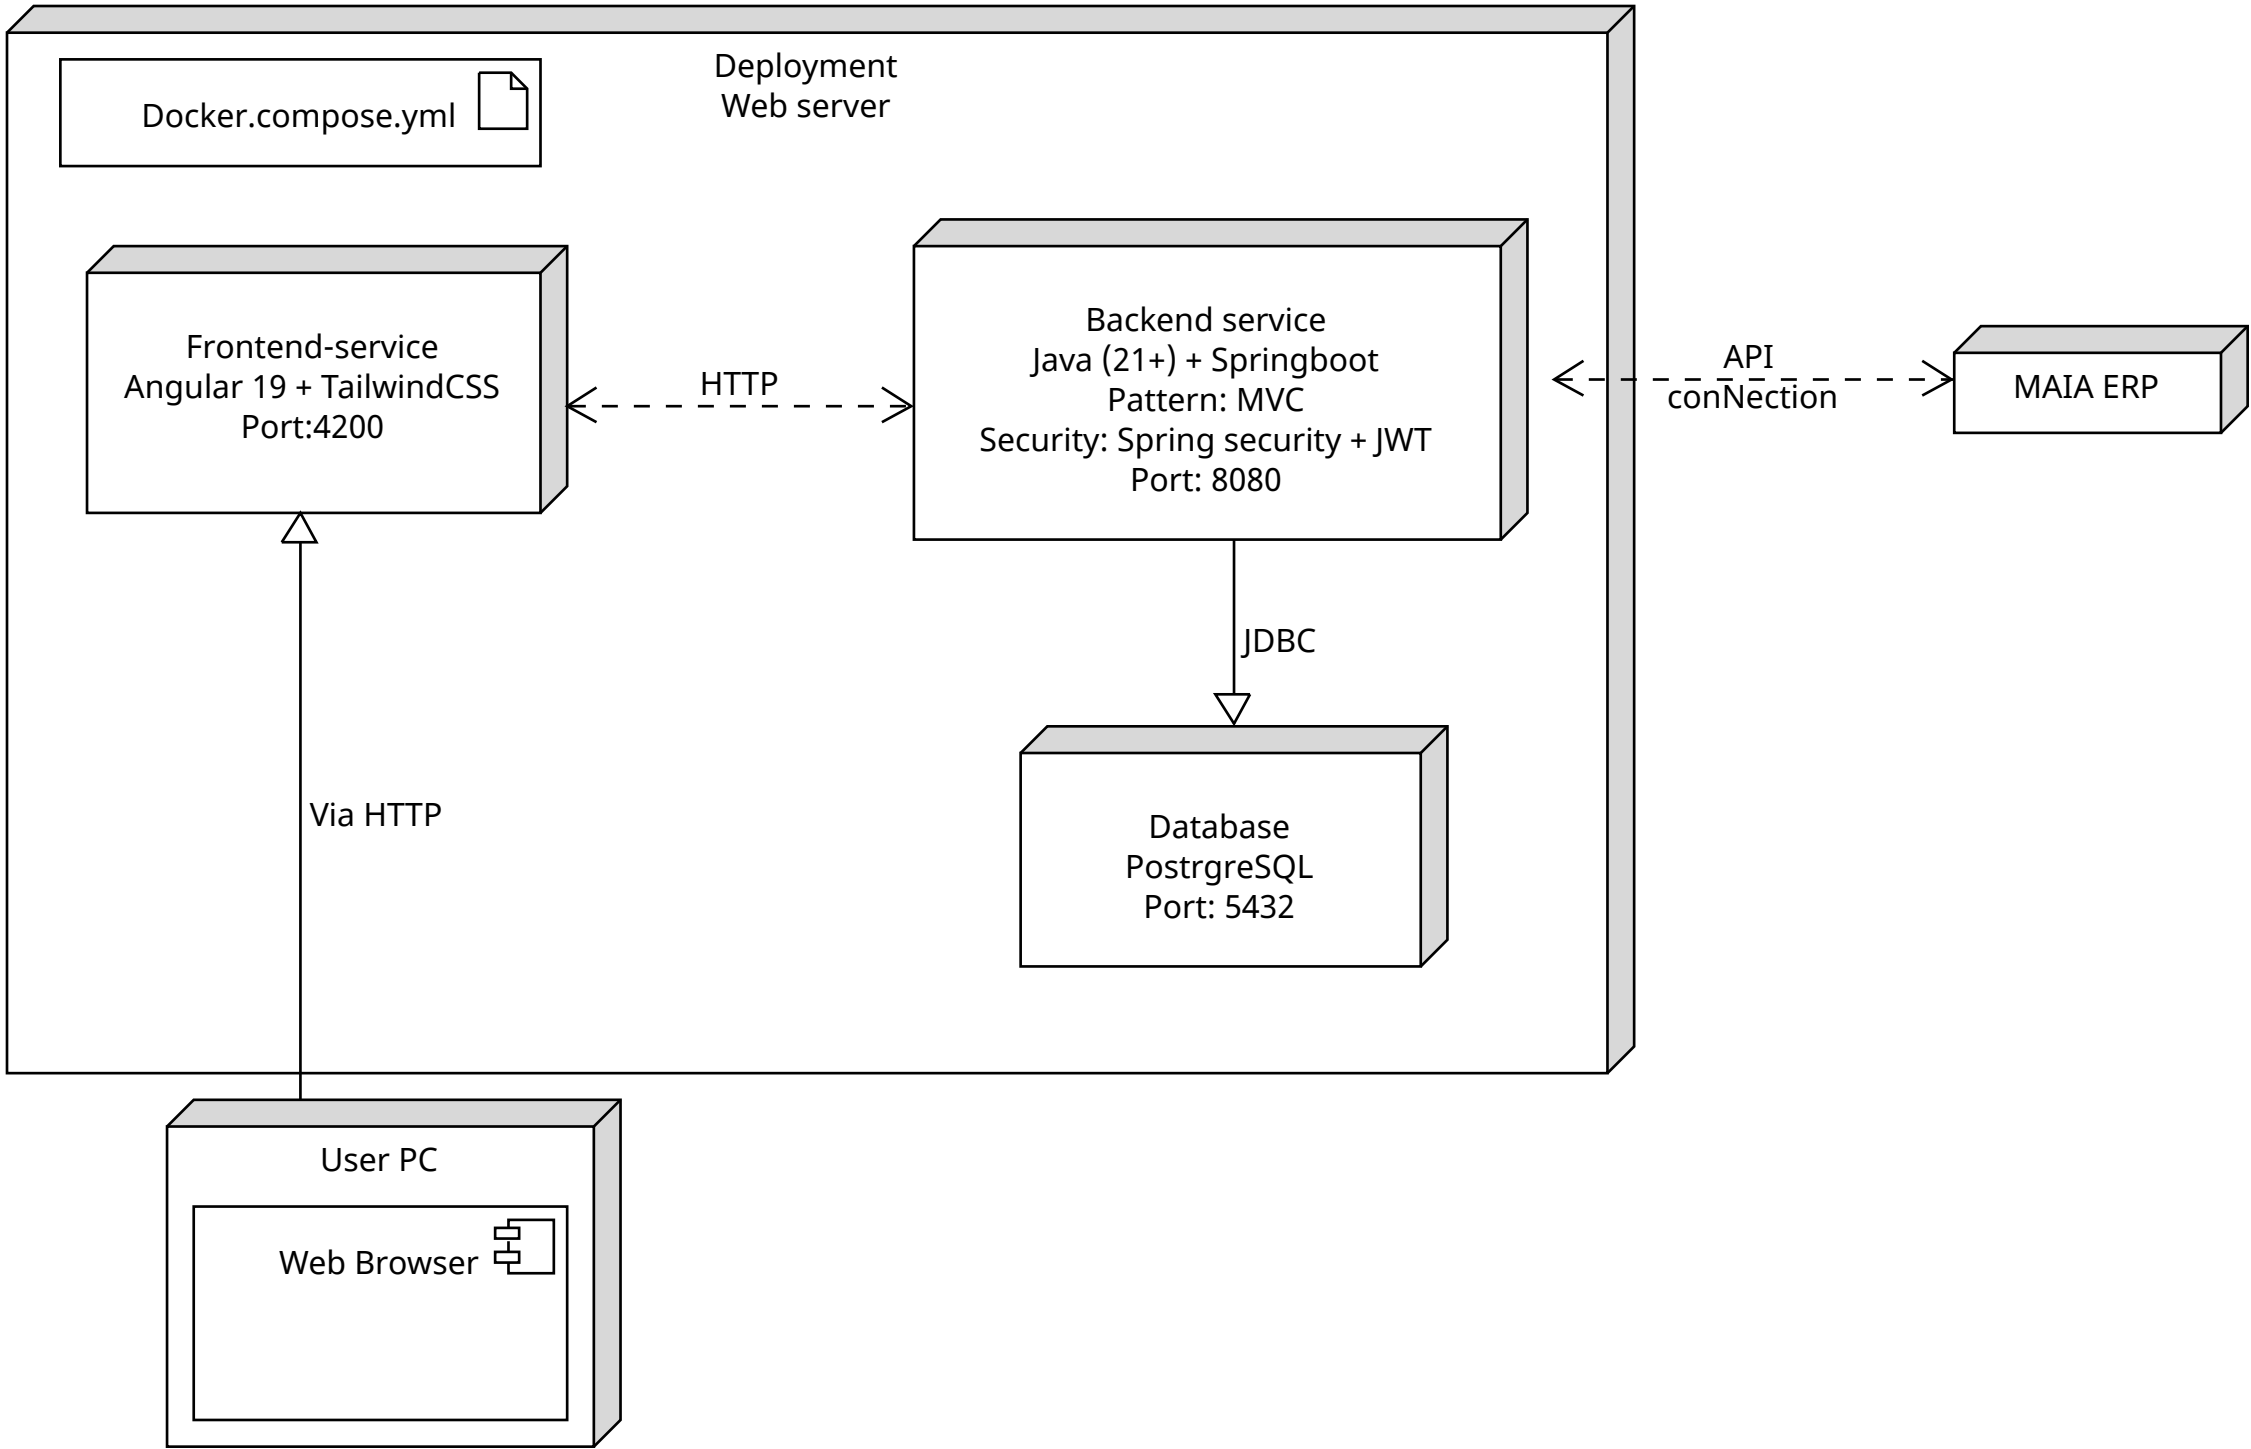 Deployment
Web server
Docker.compose.yml
Frontend-service
Angular 19 + TailwindCSS
Port:4200
HTTP
Backend service
Java (21+) + Springboot
Pattern: MVC
Security: Spring security + JWT
Port: 8080
API
conNection
MAIA ERP
JDBC
Via HTTP
Database
PostrgreSQL
Port: 5432
User PC
Web Browser